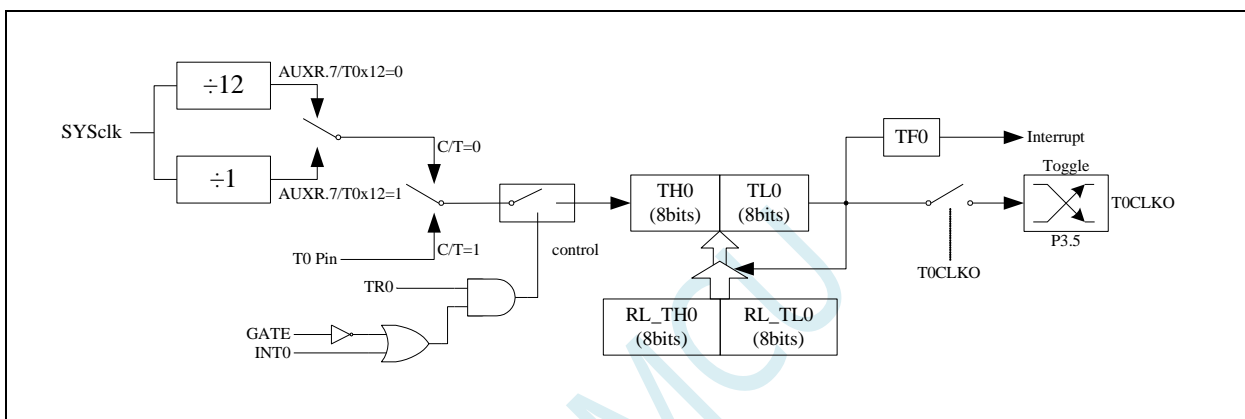 ÷12
AUXR.7/T0x12=0
SYSclk
÷1
AUXR.7/T0x12=1
C/T=0
C/T=1
T0 Pin
control
TR0
GATE
INT0
TH0
(8bits)
TL0
(8bits)
RL_TH0
(8bits)
RL_TL0
(8bits)
TF0
Interrupt
Toggle
T0CLKO
P3.5
T0CLKO
MCU